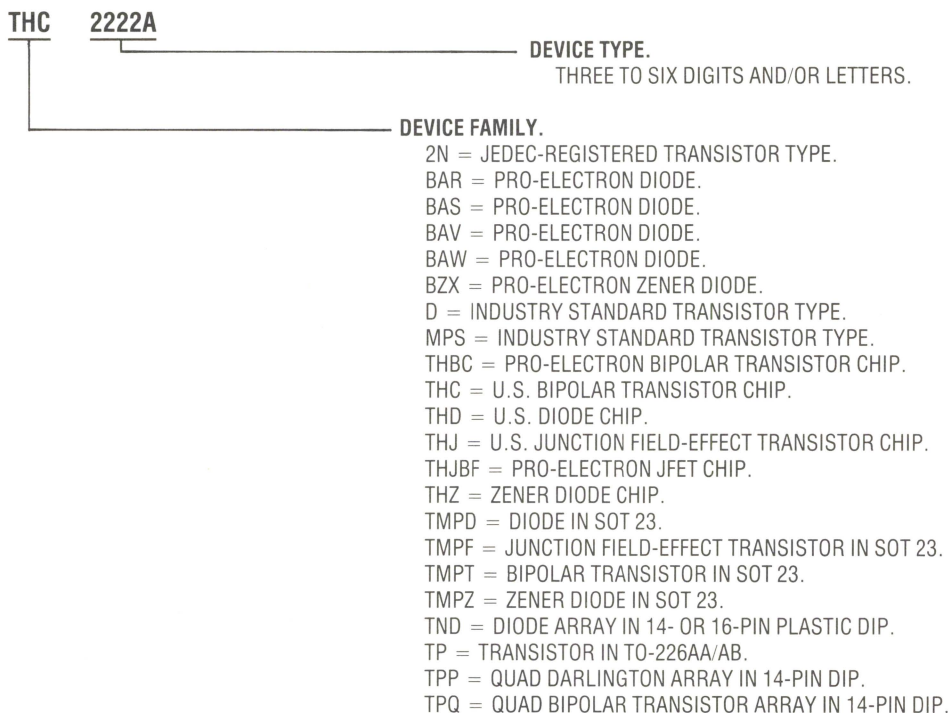 THC 2222A
DEVICE TYPE.
THREE TO SIX DIGITS AND/OR LETTERS.
DEVICE FAMILY.
2N = JEDEC-REGISTERED TRANSISTOR TYPE.
BAR = PRO-ELECTRON DIODE.
BAS = PRO-ELECTRON DIODE.
BAV = PRO-ELECTRON DIODE.
BAW = PRO-ELECTRON DIODE.
BZX = PRO-ELECTRON ZENER DIODE.
D = INDUSTRY STANDARD TRANSISTOR TYPE.
MPS = INDUSTRY STANDARD TRANSISTOR TYPE.
THBC = PRO-ELECTRON BIPOLAR TRANSISTOR CHIP.
THC = U.S. BIPOLAR TRANSISTOR CHIP.
THD = U.S. DIODE CHIP.
THJ = U.S. JUNCTION FIELD-EFFECT TRANSISTOR CHIP.
THJBF = PRO-ELECTRON JFET CHIP.
THZ = ZENER DIODE CHIP.
TMPD = DIODE IN SOT 23.
TMPF = JUNCTION FIELD-EFFECT TRANSISTOR IN SOT 23.
TMPT = BIPOLAR TRANSISTOR IN SOT 23.
TMPZ = ZENER DIODE IN SOT 23.
TND = DIODE ARRAY IN 14- OR 16-PIN PLASTIC DIP.
TP = TRANSISTOR IN TO-226AA/AB.
TPP = QUAD DARLINGTON ARRAY IN 14-PIN DIP.
TPQ = QUAD BIPOLAR TRANSISTOR ARRAY IN 14-PIN DIP.